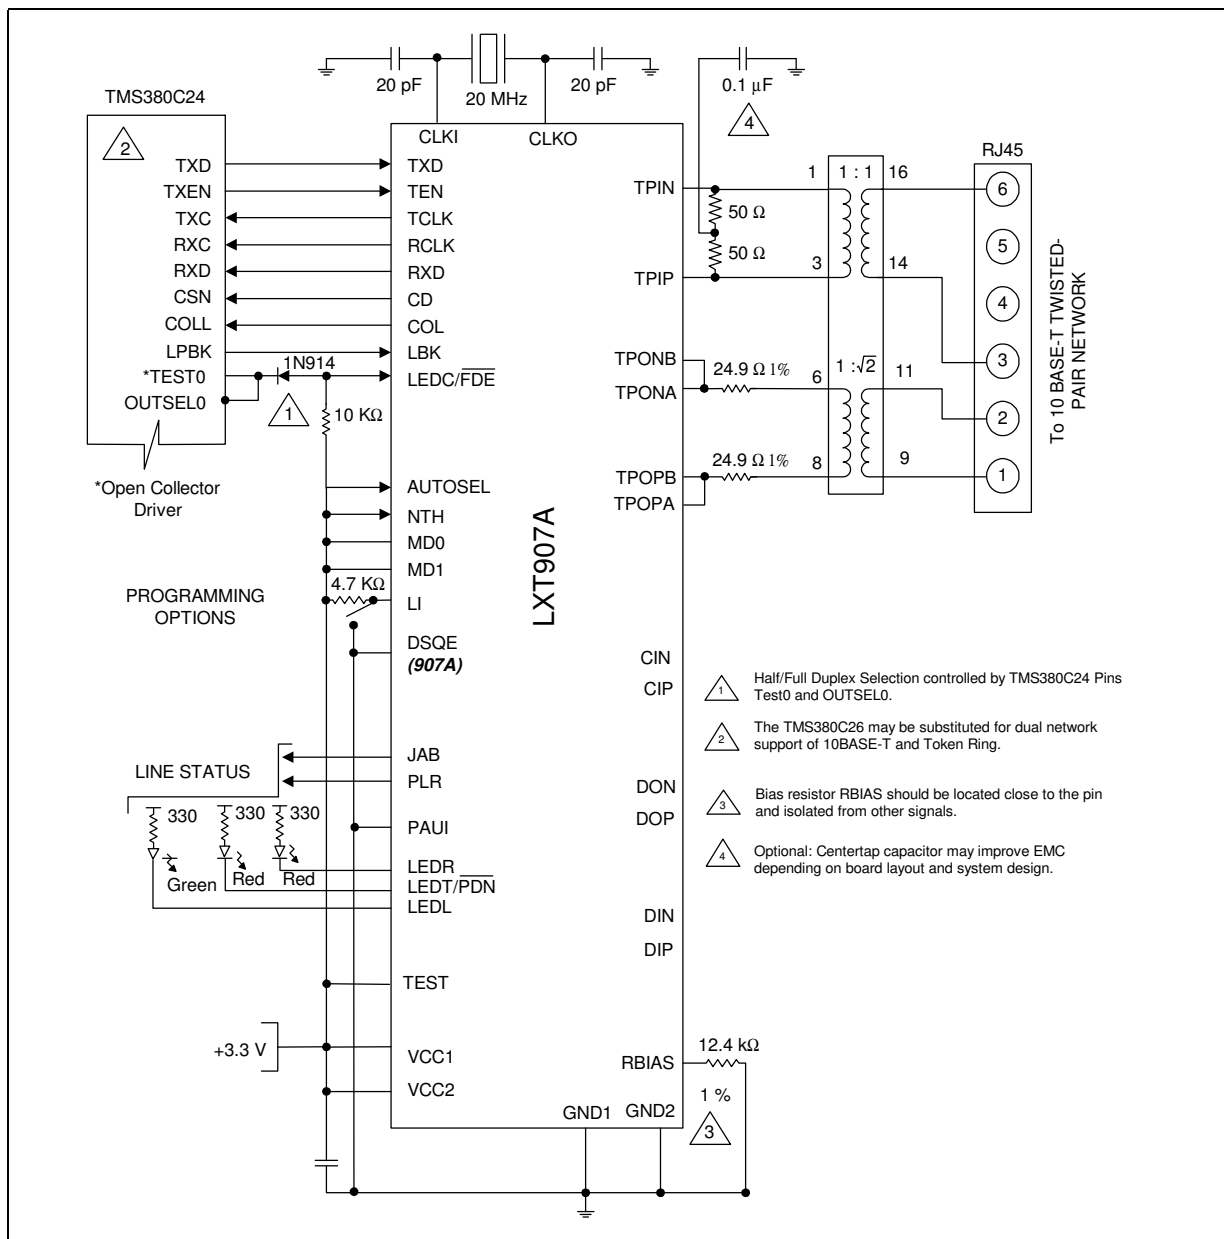 20 pF
20 MHz
20 pF
0.1 µF
4
TMS380C24
2
CLKI
CLKO
RJ45
TXD
TXEN
TXC
RXC
RXD
CSN
COLL
LPBK
*TEST0
OUTSEL0
*Open Collector
Driver
1N914
1
10 KΩ
TXD
TEN
TCLK
RCLK
RXD
CD
COL
LBK
LEDC/FDE
AUTOSEL
NTH
MD0
MD1
4.7 KΩ
LI
DSQE
(907A)
PROGRAMMING
OPTIONS
JAB
PLR
LINE STATUS
330
330
330
Green
Red
Red
PAUI
LEDR
LEDT/PDN
LEDL
TEST
+3.3 V
VCC1
VCC2
LXT907A
TPIN
TPIP
50 Ω
50 Ω
1
1 : 1
16
3
14
TPONB
TPONA
24.9 Ω 1%
6
1 :√2
11
TPOPB
TPOPA
24.9 Ω 1%
8
9
6
5
4
3
2
1
To 10 BASE-T TWISTED-
PAIR NETWORK
CIN
CIP
DON
DOP
DIN
DIP
RBIAS
12.4 kΩ
1 %
3
GND1
GND2
1
Half/Full Duplex Selection controlled by TMS380C24 Pins
Test0 and OUTSEL0.
2
The TMS380C26 may be substituted for dual network
support of 10BASE-T and Token Ring.
3
Bias resistor RBIAS should be located close to the pin
and isolated from other signals.
4
Optional: Centertap capacitor may improve EMC
depending on board layout and system design.